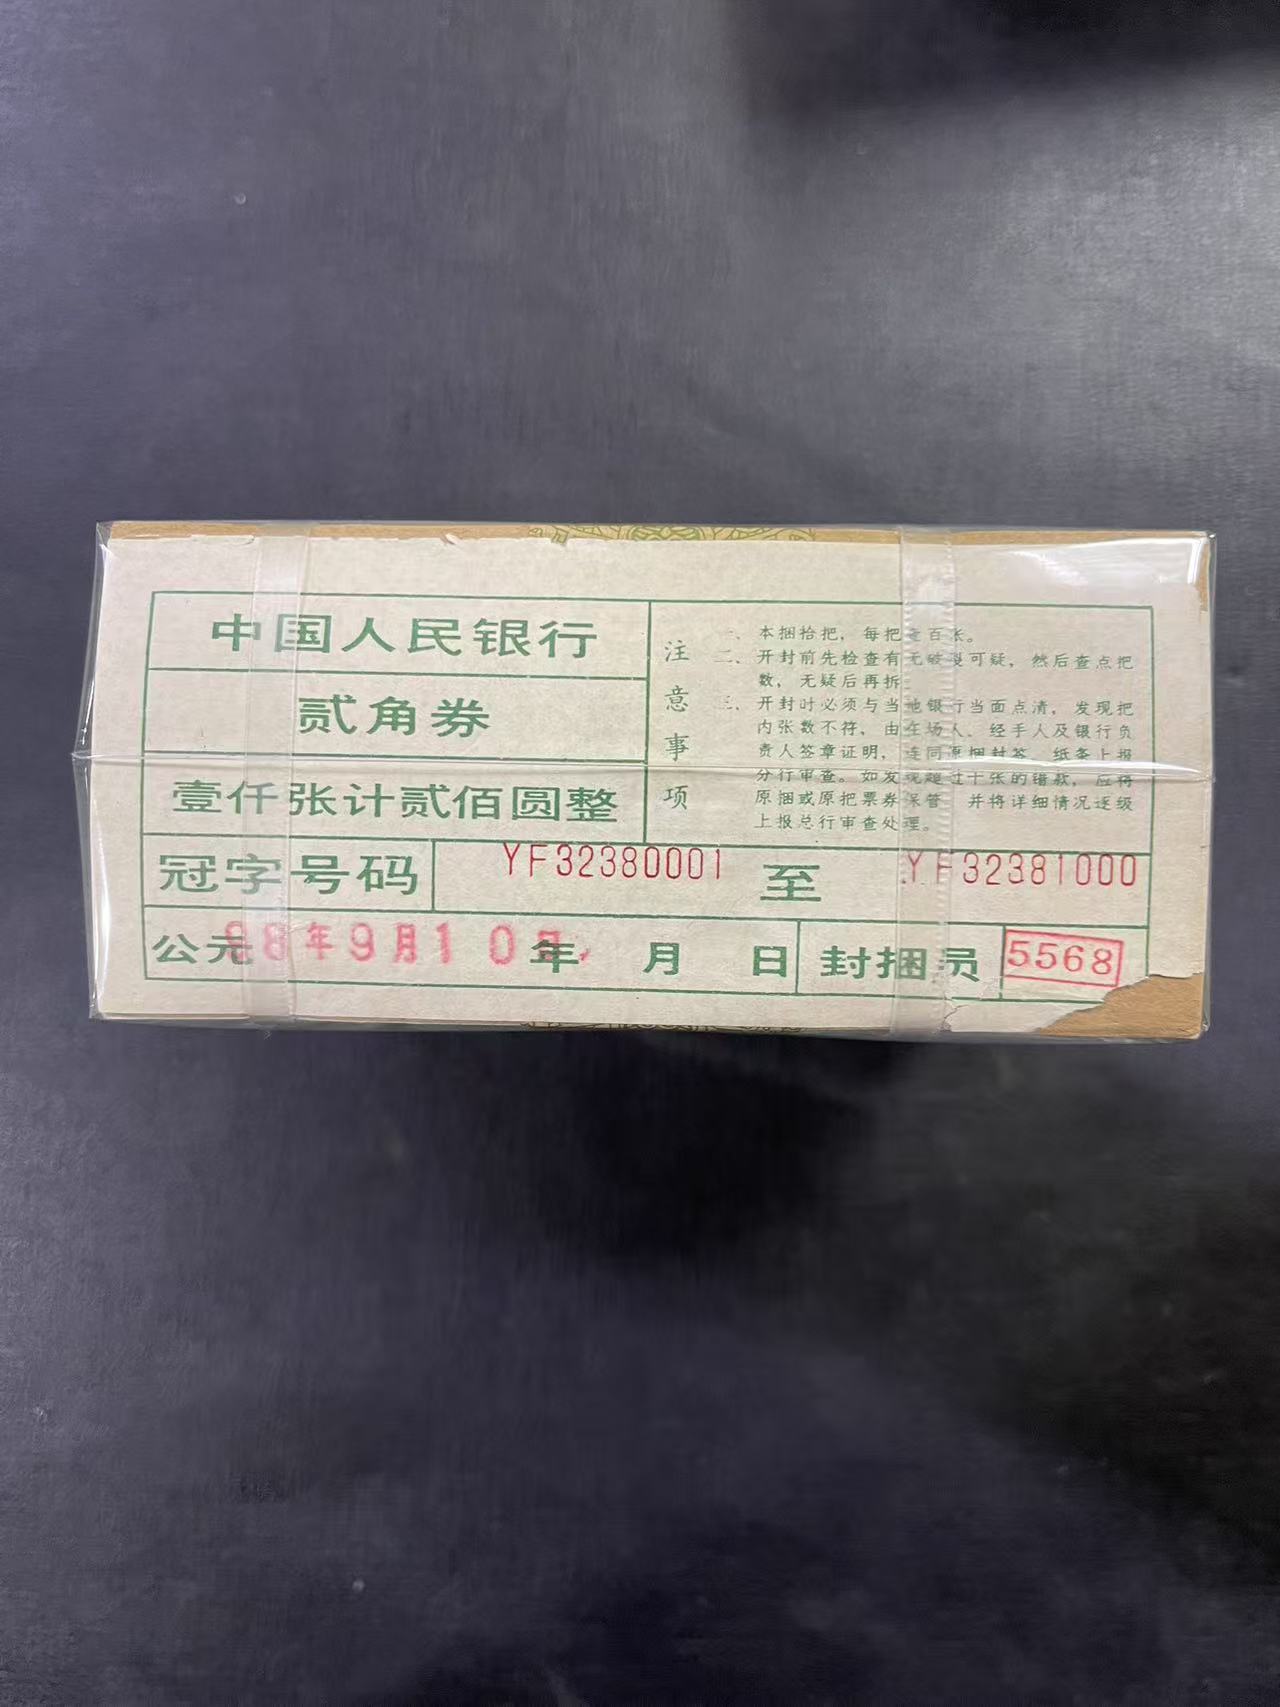 中国人民银行
贰角券
壹仟张计贰佰圆整
注意事项
一、本捆拾把，每把壹百张。
二、开封前先检查有无破裂可疑，然后查点把
数，无疑后再拆。
三、开封时必须与当地银行当面点清，发现把
内张数不符，由在场人、经手人及银行负
责人签章证明，连同原捆封签、纸条上报
分行审查。如发现超过十张的错款，应将
原捆或原把票券保管，并将详细情况逐级
上报总行审查处理。
冠字号码 YF32380001 至 YF32381000
公元 年 月 日 封捆员 5568
88年9月10日